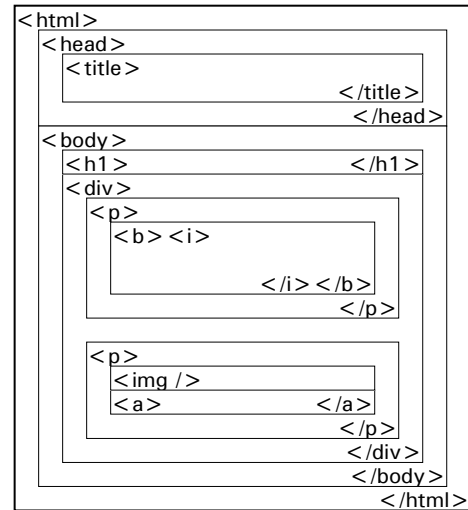 <html>
<head>
<title>
</title>
</head>
<body>
<h1> </h1>
<div>
<p>
<b> <i>
</i> </b>
</p>
<p>
<img />
<a> </a>
</p>
</div>
</body>
</html>